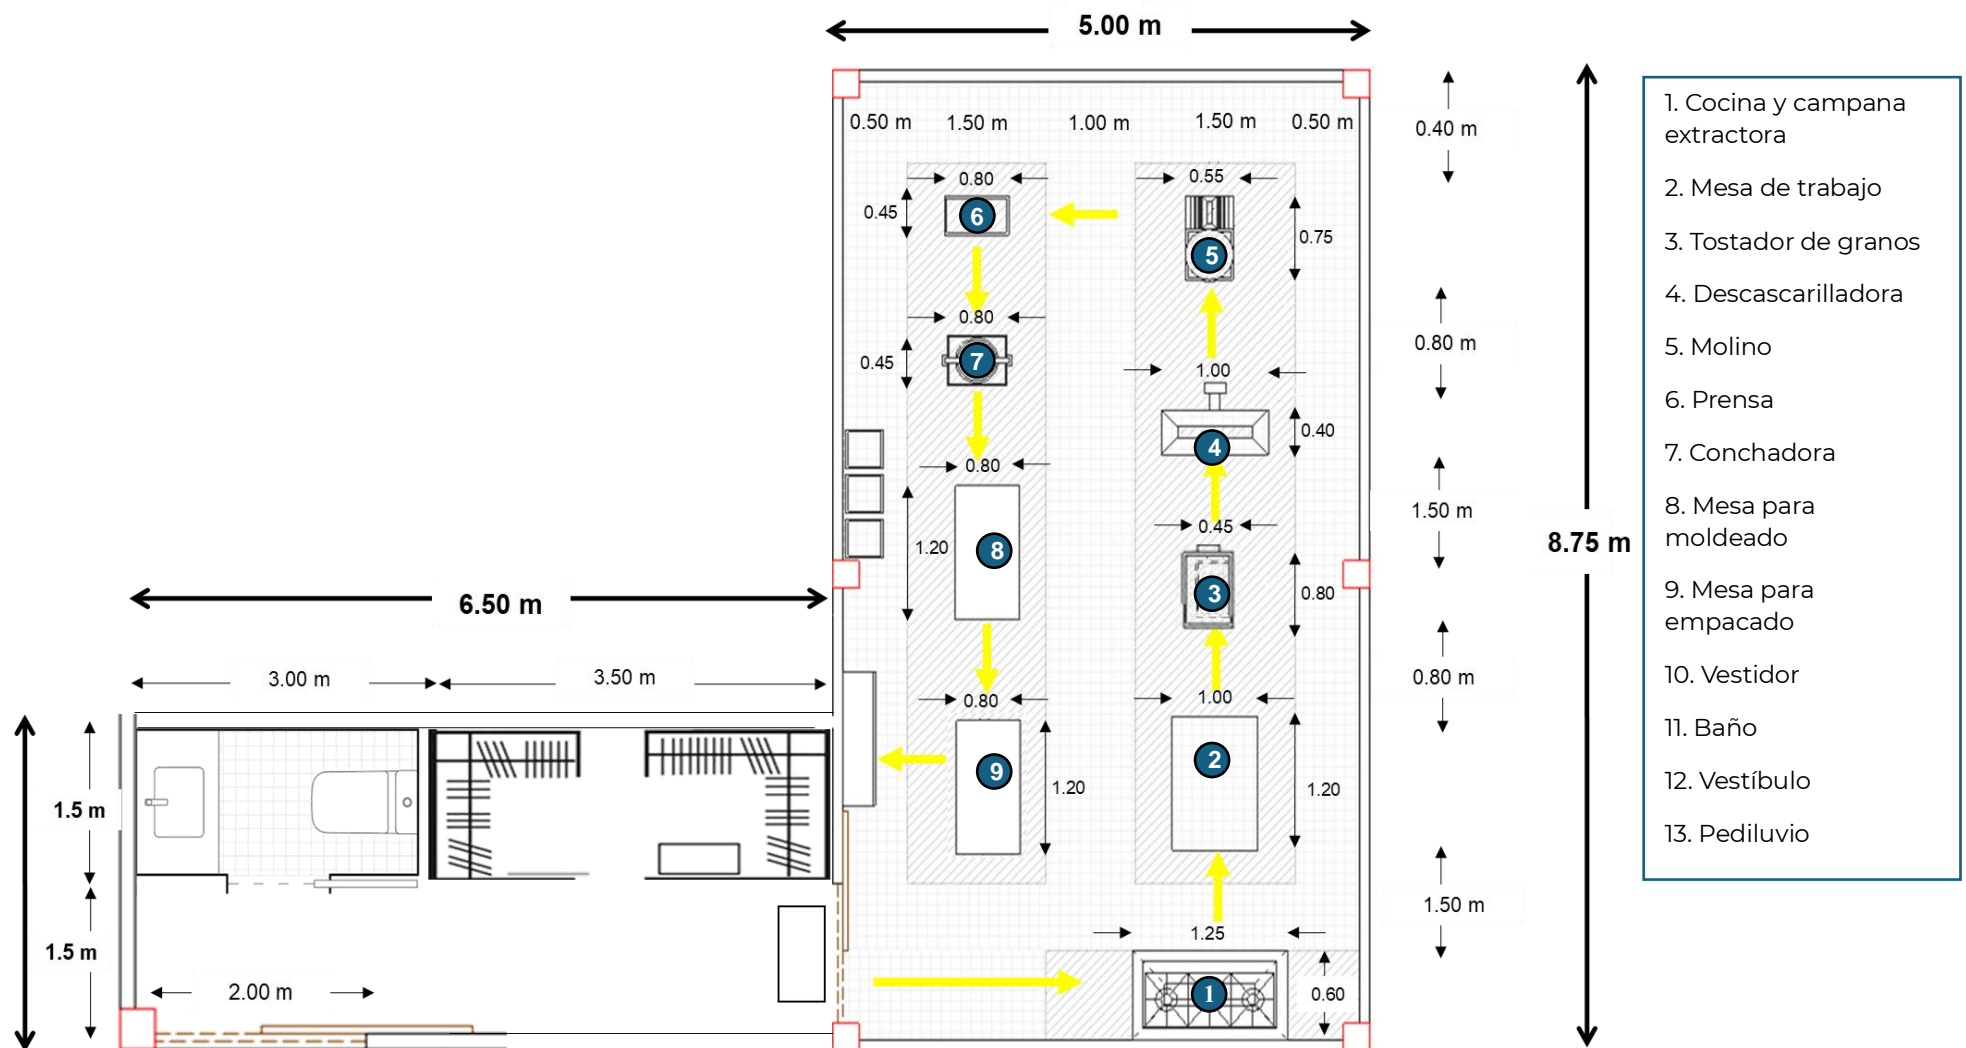 5.00 m
0.50 m
1.50 m
1.00 m
1.50 m
0.50 m
0.40 m
0.80
0.55
0.45
6
5
0.75
0.80
0.80 m
0.45
7
1.00
0.40
4
0.80
1.50 m
0.45
1.20
8
8.75 m
3
0.80
6.50 m
3.00 m
3.50 m
0.80 m
0.80
1.00
9
2
1.20
1.20
1.5 m
1.50 m
1.25
1.5 m
2.00 m
1
0.60
1. Cocina y campana
extractora
2. Mesa de trabajo
3. Tostador de granos
4. Descascarilladora
5. Molino
6. Prensa
7. Conchadora
8. Mesa para
moldeado
9. Mesa para
empacado
10. Vestidor
11. Baño
12. Vestíbulo
13. Pediluvio